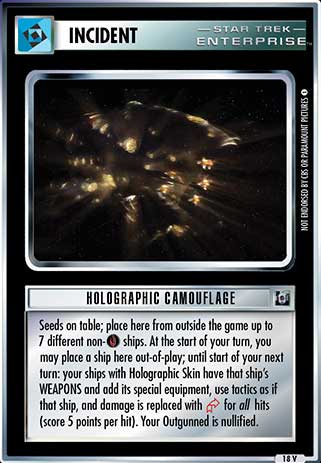 INCIDENT
STAR TREK
ENTERPRISE™
NOT ENDORSED BY CBS OR PARAMOUNT PICTURES
HOLOGRAPHIC CAMOUFLAGE
Seeds on table; place here from outside the game up to
7 different non- ships. At the start of your turn, you
may place a ship here out-of-play; until start of your next
turn: your ships with Holographic Skin have that ship's
WEAPONS and add its special equipment, use tactics as if
that ship, and damage is replaced with for all hits
(score 5 points per hit). Your Outgunned is nullified.
18 V